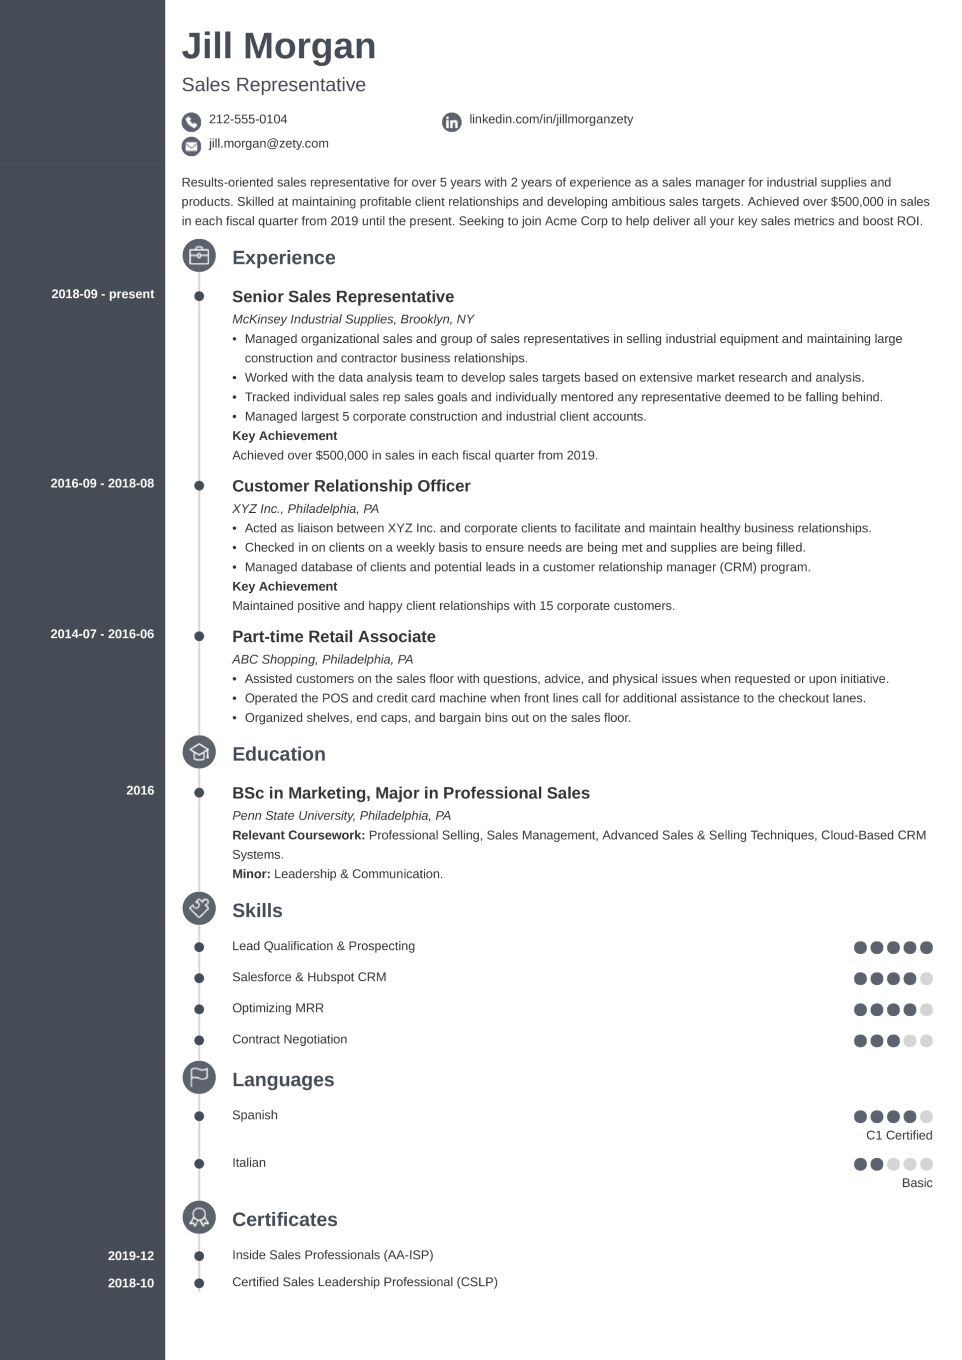 Jill Morgan
Sales Representative
212-555-0104
linkedin.com/in/jillmorganzety
jill.morgan@zety.com
Results-oriented sales representative for over 5 years with 2 years of experience as a sales manager for industrial supplies and
products. Skilled at maintaining profitable client relationships and developing ambitious sales targets. Achieved over $500,000 in sales
in each fiscal quarter from 2019 until the present. Seeking to join Acme Corp to help deliver all your key sales metrics and boost ROI.
Experience
2018-09 - present
Senior Sales Representative
McKinsey Industrial Supplies, Brooklyn, NY
• Managed organizational sales and group of sales representatives in selling industrial equipment and maintaining large
construction and contractor business relationships.
• Worked with the data analysis team to develop sales targets based on extensive market research and analysis.
• Tracked individual sales rep sales goals and individually mentored any representative deemed to be falling behind.
• Managed largest 5 corporate construction and industrial client accounts.
Key Achievement
Achieved over $500,000 in sales in each fiscal quarter from 2019.
2016-09 - 2018-08
Customer Relationship Officer
XYZ Inc., Philadelphia, PA
• Acted as liaison between XYZ Inc. and corporate clients to facilitate and maintain healthy business relationships.
• Checked in on clients on a weekly basis to ensure needs are being met and supplies are being filled.
• Managed database of clients and potential leads in a customer relationship manager (CRM) program.
Key Achievement
Maintained positive and happy client relationships with 15 corporate customers.
2014-07 - 2016-06
Part-time Retail Associate
ABC Shopping, Philadelphia, PA
• Assisted customers on the sales floor with questions, advice, and physical issues when requested or upon initiative.
• Operated the POS and credit card machine when front lines call for additional assistance to the checkout lanes.
• Organized shelves, end caps, and bargain bins out on the sales floor.
Education
2016
BSc in Marketing, Major in Professional Sales
Penn State University, Philadelphia, PA
Relevant Coursework: Professional Selling, Sales Management, Advanced Sales & Selling Techniques, Cloud-Based CRM
Systems.
Minor: Leadership & Communication.
Skills
Lead Qualification & Prospecting
Salesforce & Hubspot CRM
Optimizing MRR
Contract Negotiation
Languages
Spanish
C1 Certified
Italian
Basic
Certificates
2019-12
Inside Sales Professionals (AA-ISP)
2018-10
Certified Sales Leadership Professional (CSLP)